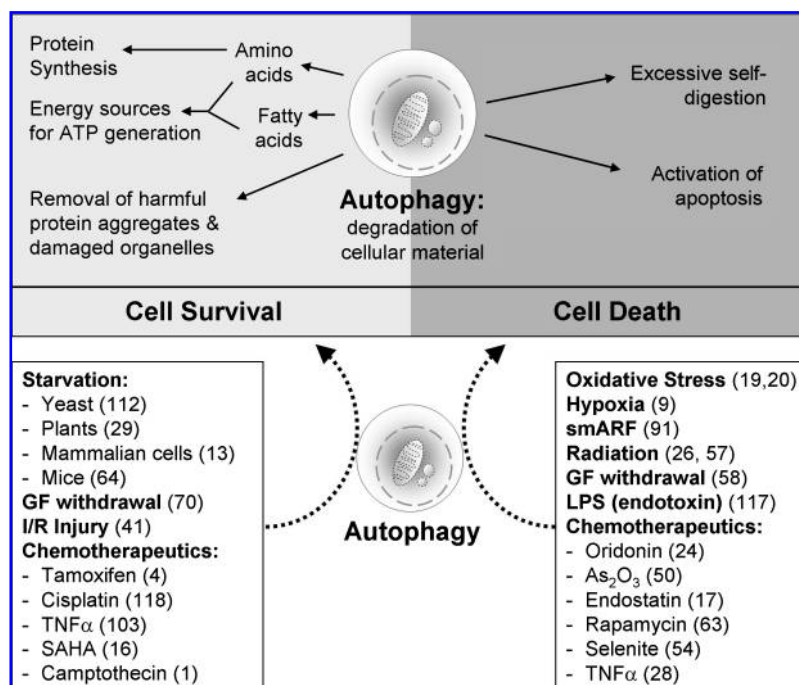 Protein
Synthesis
Amino
acids
Energy sources
for ATP generation
Fatty
acids
Removal of harmful
protein aggregates &
damaged organelles
Autophagy:
degradation of
cellular material
Excessive self-
digestion
Activation of
apoptosis
Cell Survival
Cell Death
Starvation:
- Yeast (112)
- Plants (29)
- Mammalian cells (13)
- Mice (64)
GF withdrawal (70)
I/R Injury (41)
Chemotherapeutics:
- Tamoxifen (4)
- Cisplatin (118)
- TNFα (103)
- SAHA (16)
- Camptothecin (1)
Autophagy
Oxidative Stress (19,20)
Hypoxia (9)
smARF (91)
Radiation (26, 57)
GF withdrawal (58)
LPS (endotoxin) (117)
Chemotherapeutics:
- Oridonin (24)
- As₂O₃ (50)
- Endostatin (17)
- Rapamycin (63)
- Selenite (54)
- TNFα (28)